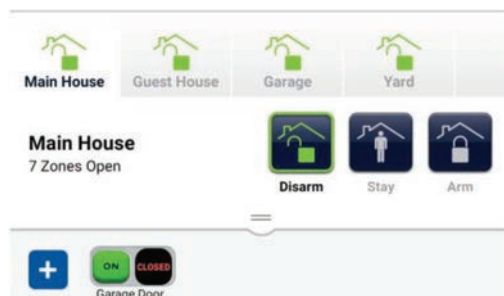 Main House Guest House Garage Yard
Main House
7 Zones Open
Disarm Stay Arm
ON CLOSED
Garage Door